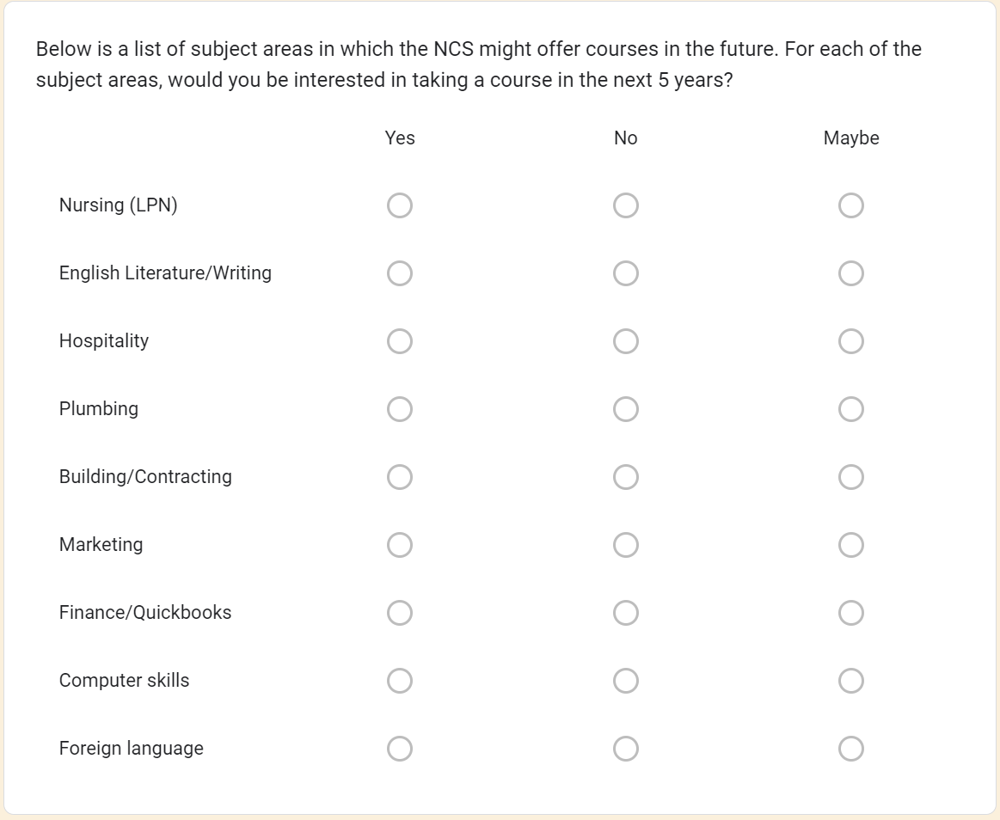 Below is a list of subject areas in which the NCS might offer courses in the future. For each of the
subject areas, would you be interested in taking a course in the next 5 years?
Yes No Maybe
Nursing (LPN)
English Literature/Writing
Hospitality
Plumbing
Building/Contracting
Marketing
Finance/Quickbooks
Computer skills
Foreign language